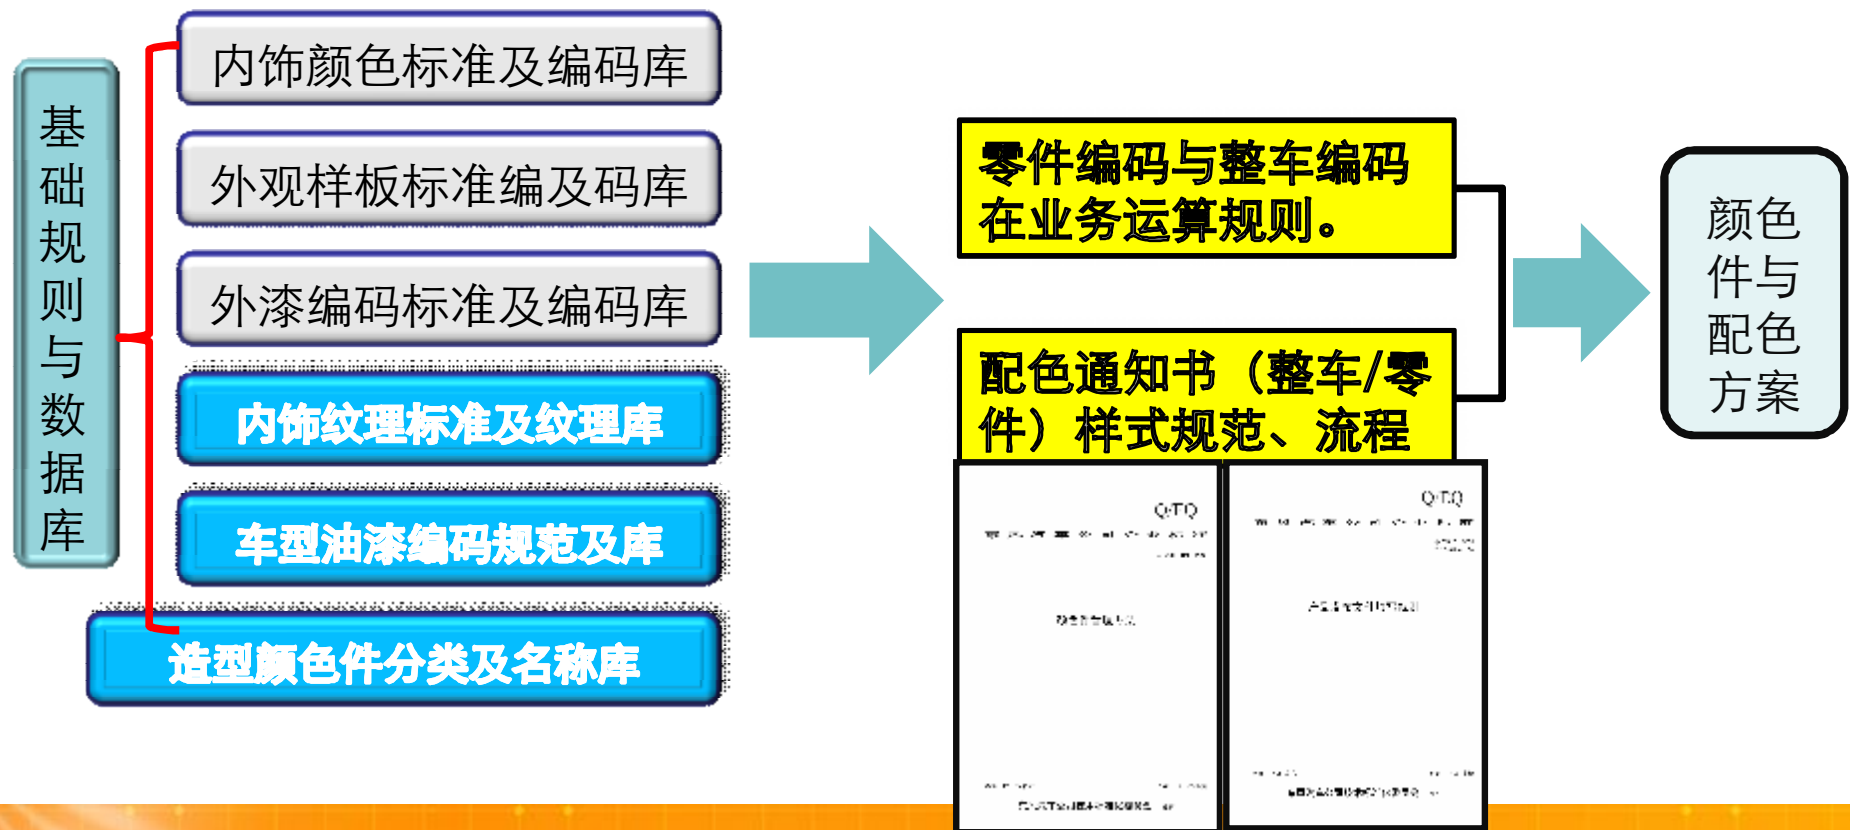 基础规则与数据库
内饰颜色标准及编码库
外观样板标准编及码库
外漆编码标准及编码库
内饰纹理标准及纹理库
车型油漆编码规范及库
造型颜色件分类及名称库
零件编码与整车编码
在业务运算规则。
配色通知书（整车/零
件）样式规范、流程
颜色
件与
配色
方案